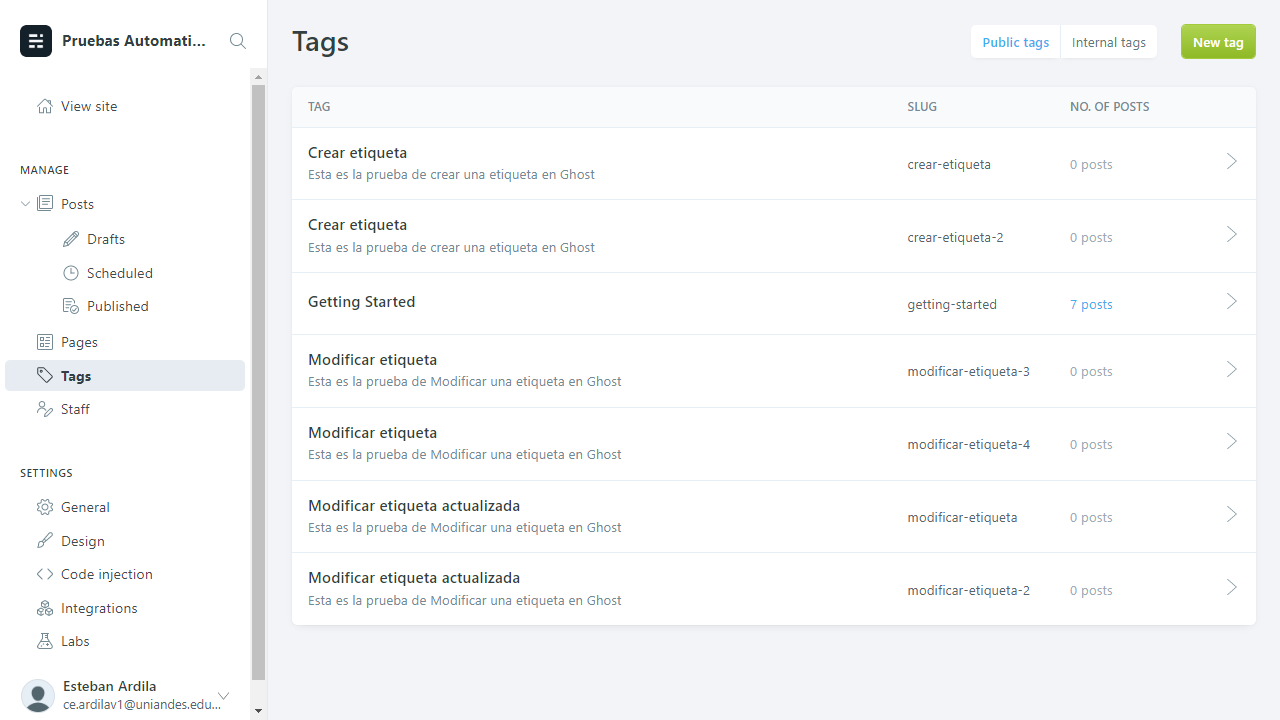 Pruebas Automati...
View site
MANAGE
Posts
Drafts
Scheduled
Published
Pages
Tags
Staff
SETTINGS
General
Design
Code injection
Integrations
Labs
Esteban Ardila
ce.ardilav1@uniandes.edu...
Tags
Public tags Internal tags New tag
TAG SLUG NO. OF POSTS
Crear etiqueta
Esta es la prueba de crear una etiqueta en Ghost
crear-etiqueta 0 posts
Crear etiqueta
Esta es la prueba de crear una etiqueta en Ghost
crear-etiqueta-2 0 posts
Getting Started
getting-started 7 posts
Modificar etiqueta
Esta es la prueba de Modificar una etiqueta en Ghost
modificar-etiqueta-3 0 posts
Modificar etiqueta
Esta es la prueba de Modificar una etiqueta en Ghost
modificar-etiqueta-4 0 posts
Modificar etiqueta actualizada
Esta es la prueba de Modificar una etiqueta en Ghost
modificar-etiqueta 0 posts
Modificar etiqueta actualizada
Esta es la prueba de Modificar una etiqueta en Ghost
modificar-etiqueta-2 0 posts